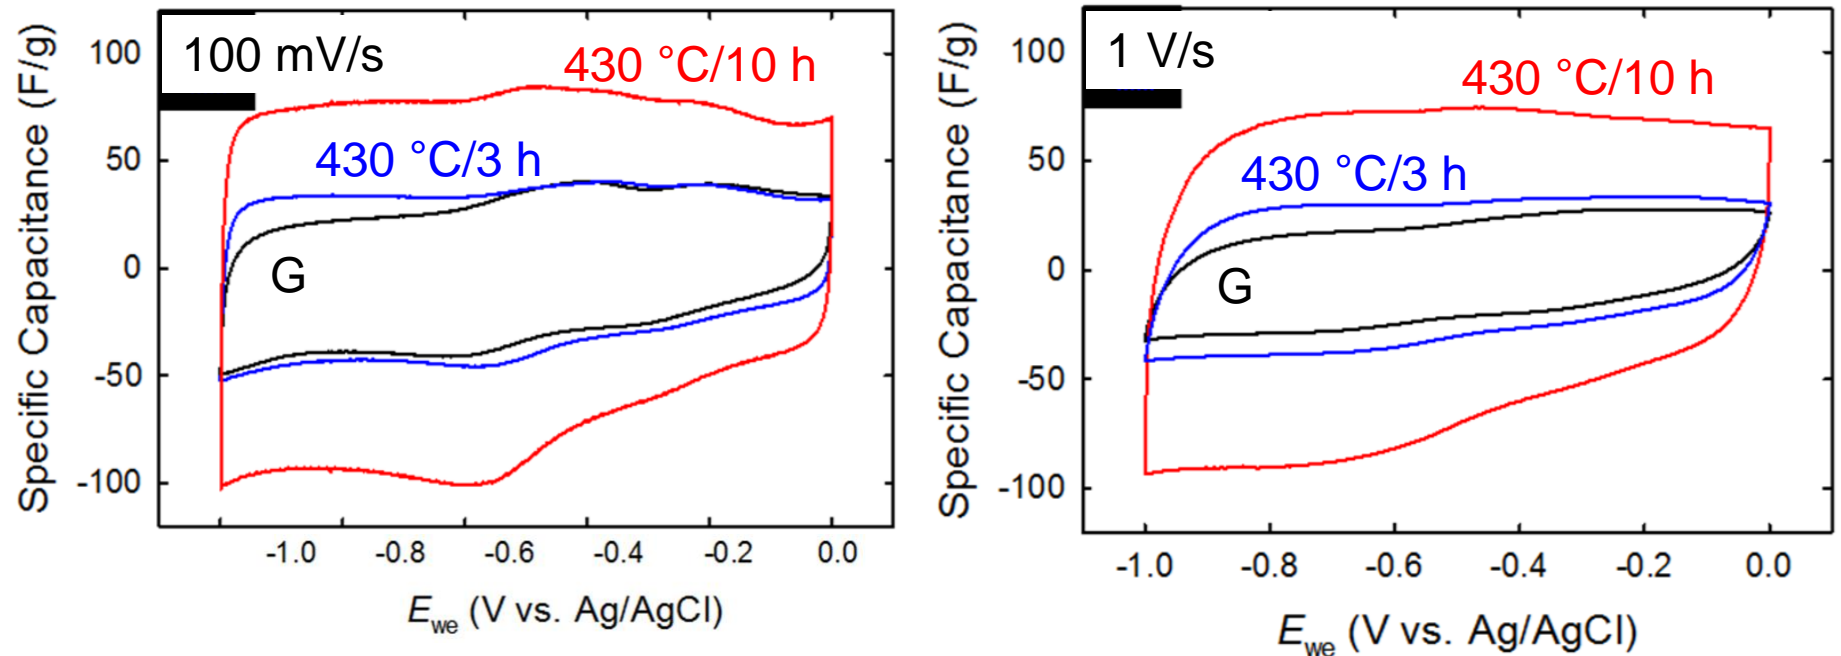 100 mV/s
430 °C/10 h
430 °C/3 h
G
Specific Capacitance (F/g)
100
50
0
-50
-100
-1.0 -0.8 -0.6 -0.4 -0.2 0.0
Ewe (V vs. Ag/AgCl)
1 V/s
430 °C/10 h
430 °C/3 h
G
Specific Capacitance (F/g)
100
50
0
-50
-100
-1.0 -0.8 -0.6 -0.4 -0.2 0.0
Ewe (V vs. Ag/AgCl)